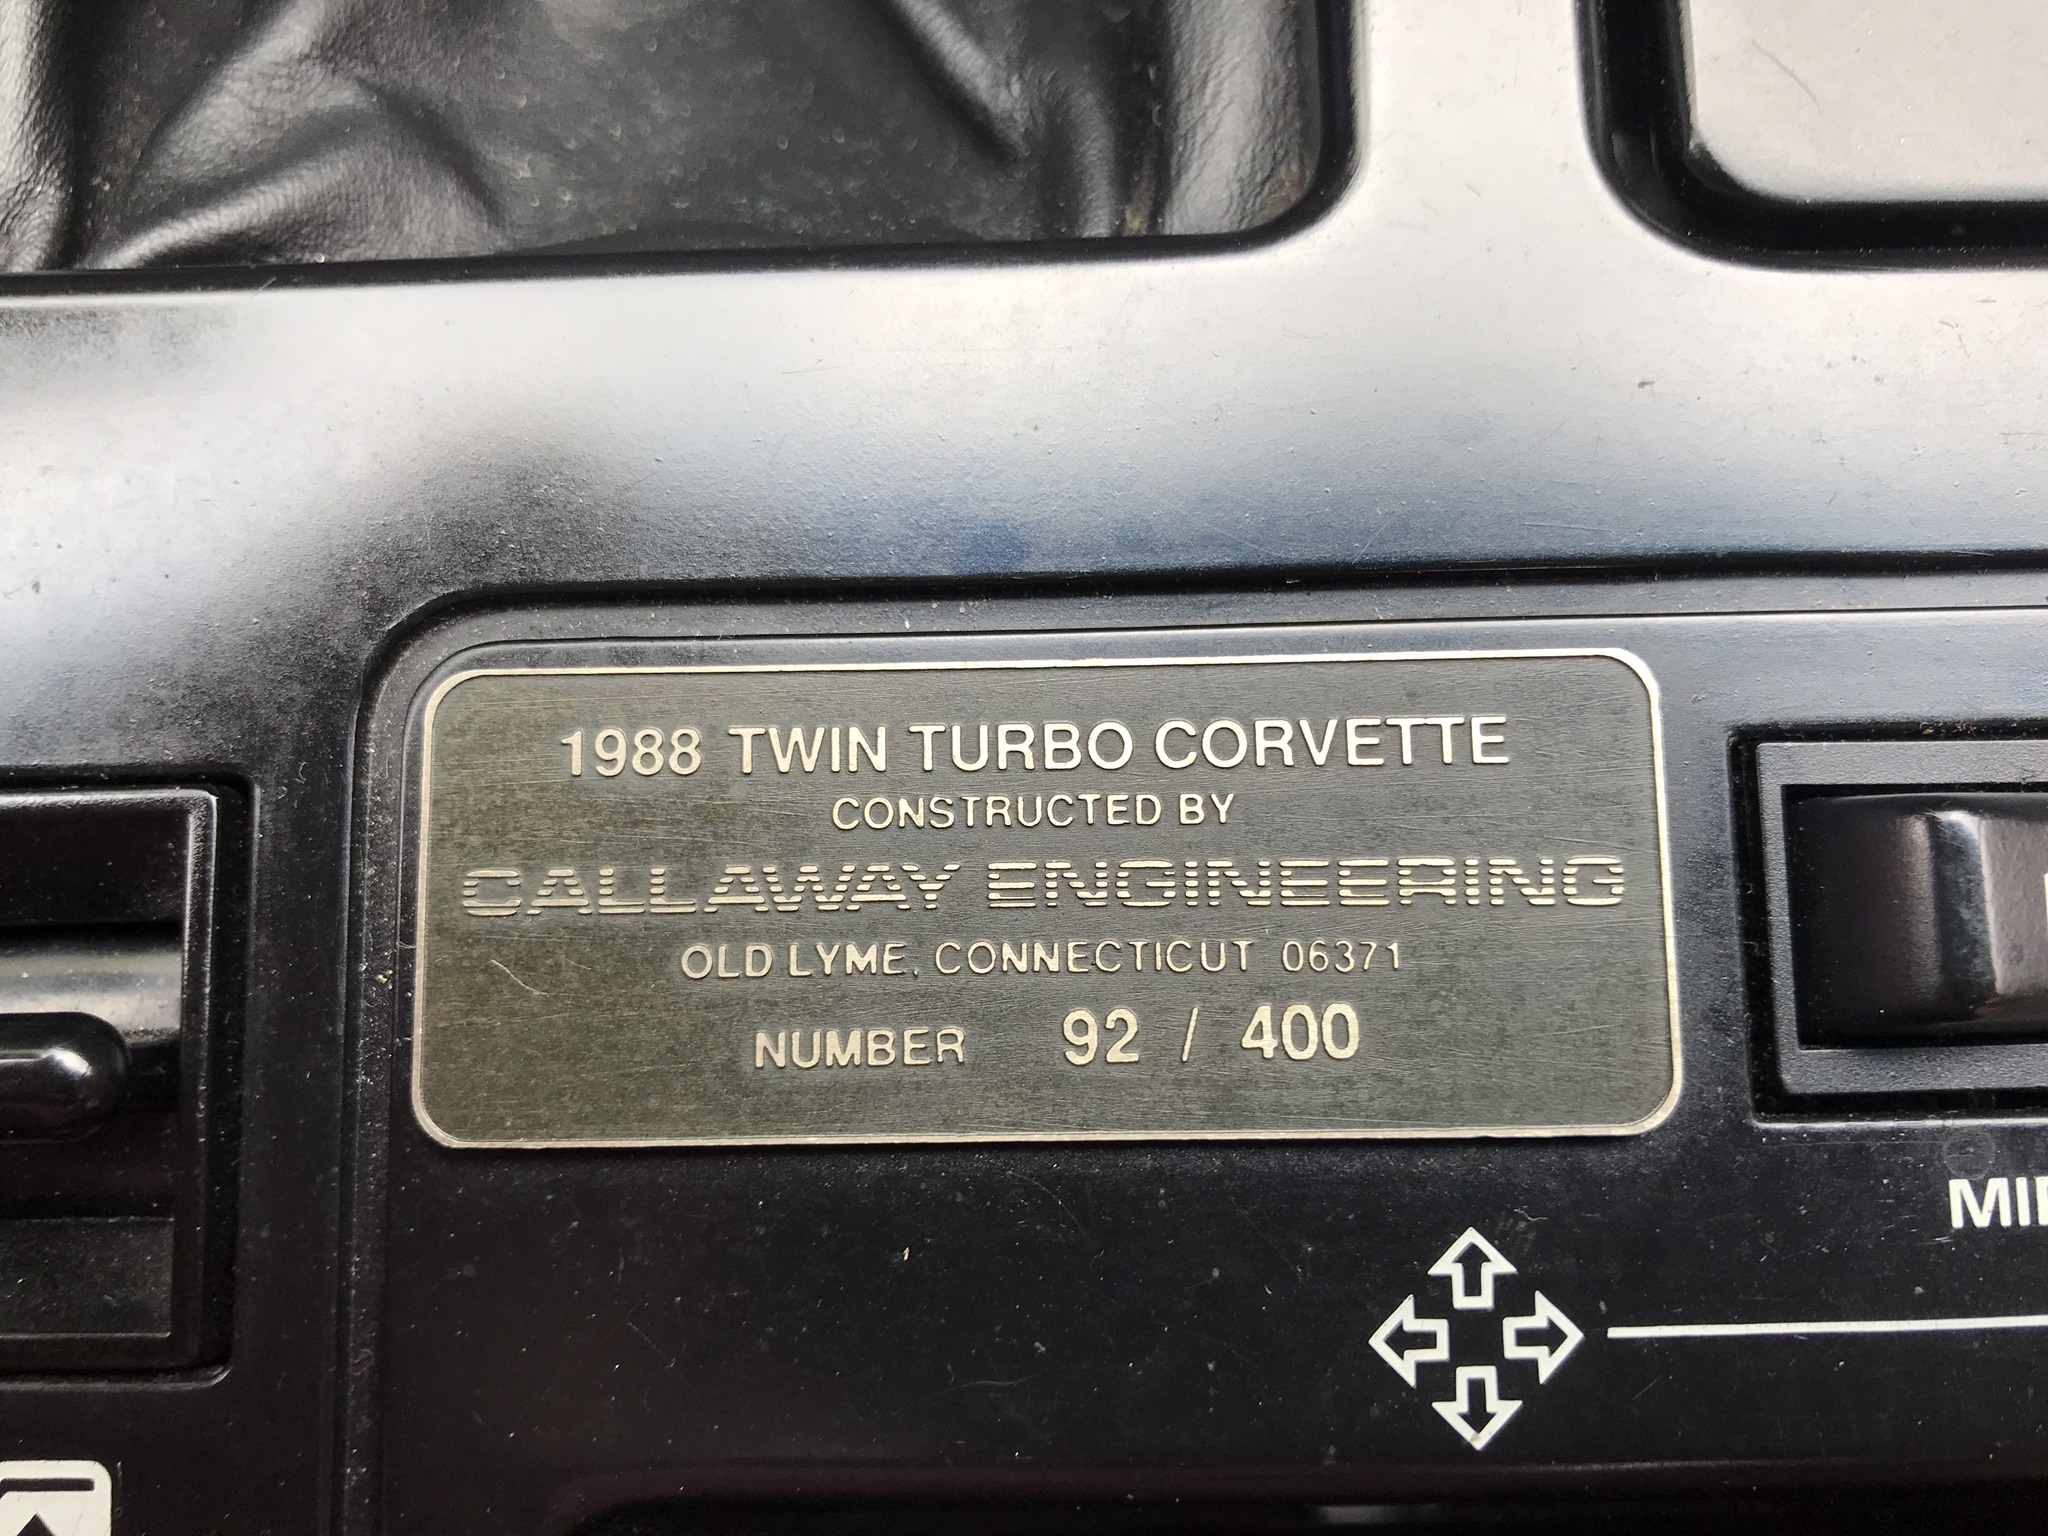 1988 TWIN TURBO CORVETTE
CONSTRUCTED BY
CALLAWAY ENGINEERING
OLD LYME, CONNECTICUT 06371
NUMBER 92 / 400